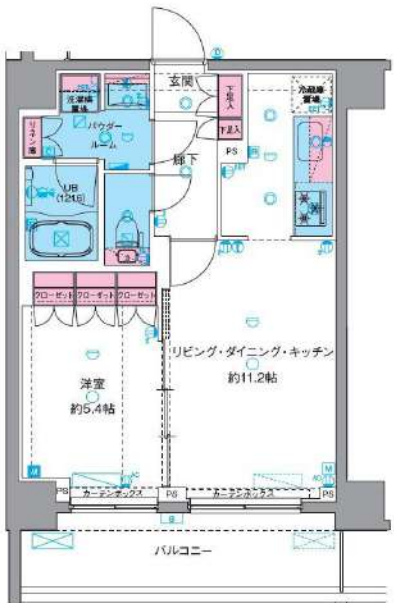 玄関
下足入
冷蔵庫
置場
洗濯機
置場
パウダー
ルーム
リネン庫
下足入
PS
廊下
UB
(1216)
クローゼット
クローゼット
クローゼット
リビング・ダイニング・キッチン
約11.2帖
洋室
約5.4帖
M
AC
AC
M
PS
カーテンボックス
PS
カーテンボックス
PS
バルコニー